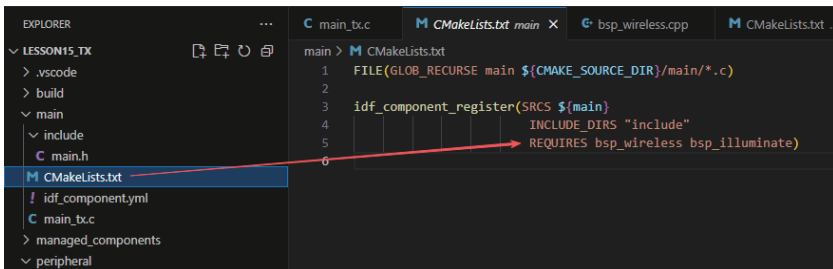 EXPLORER ...
LESSON15_TX
.vscode
build
main
include
C main.h
M CMakeLists.txt
! idf_component.yml
C main_tx.c
managed_components
peripheral
C main_tx.c M CMakeLists.txt main X G+ bsp_wireless.cpp M CMakeLists.txt ..
main > M CMakeLists.txt
1 FILE(GLOB_RECURSE main ${CMAKE_SOURCE_DIR}/main/*.c)
2
3 idf_component_register(SRCS ${main}
4 INCLUDE_DIRS "include"
5 REQUIRES bsp_wireless bsp_illuminate)
6